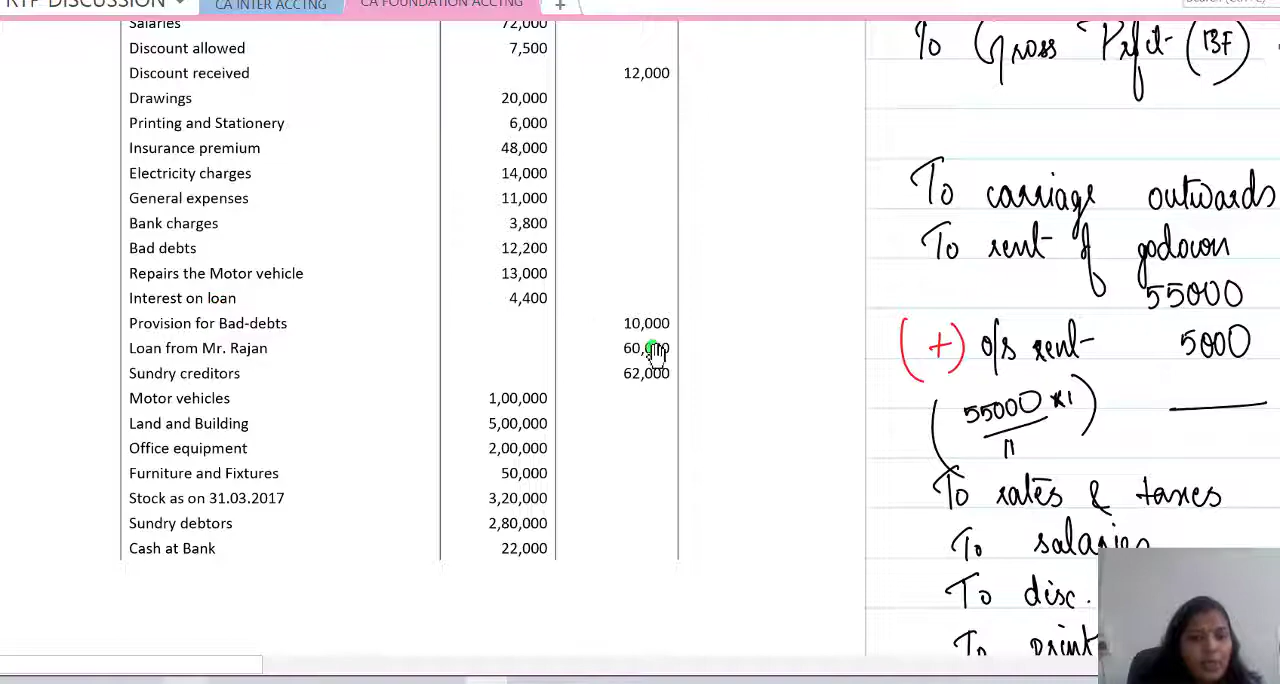 RTP DISCUSSION
CA INTER ACCTNG
CA FOUNDATION ACCTNG
+
Salaries 72,000
Discount allowed 7,500
Discount received 12,000
Drawings 20,000
Printing and Stationery 6,000
Insurance premium 48,000
Electricity charges 14,000
General expenses 11,000
Bank charges 3,800
Bad debts 12,200
Repairs the Motor vehicle 13,000
Interest on loan 4,400
Provision for Bad-debts 10,000
Loan from Mr. Rajan
Sundry creditors 62,000
Motor vehicles 1,00,000
Land and Building 5,00,000
Office equipment 2,00,000
Furniture and Fixtures 50,000
Stock as on 31.03.2017 3,20,000
Sundry debtors 2,80,000
Cash at Bank 22,000
To Gross Profit (BF)
To carriage outwards
To rent of godown
55000
(+) o/s rent 5000
(55000 x 1
11)
To rates & taxes
To salaries
To disc.
To print